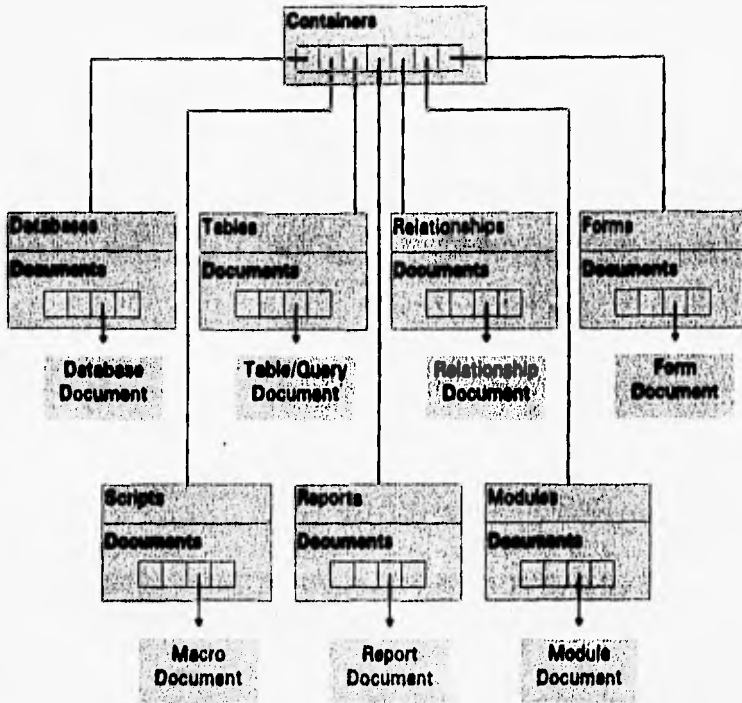 Containers
Databases
Documents
Database
Document
Tables
Documents
Table/Query
Document
Relationships
Documents
Relationship
Document
Forms
Documents
Form
Document
Scripts
Documents
Macro
Document
Reports
Documents
Report
Document
Modules
Documents
Module
Document